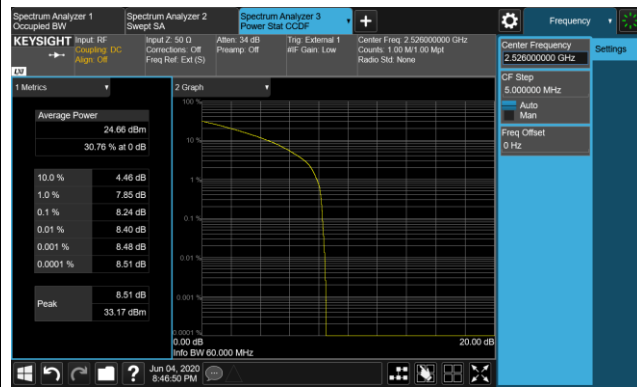 Spectrum Analyzer 1
Occupied BW
Spectrum Analyzer 2
Swept SA
Spectrum Analyzer 3
Power Stat CCDF
Frequency
KEYSIGHT
Input: RF
Coupling: DC
Align: Off
Input Z: 50 Ω
Corrections: Off
Freq Ref: Ext (S)
Atten: 34 dB
Preamp: Off
Trig: External 1
#IF Gain: Low
Center Freq: 2.526000000 GHz
Counts: 1.00 M/1.00 Mpt
Radio Std: None
LXI
Center Frequency
2.526000000 GHz
Settings
CF Step
5.000000 MHz
Auto
Man
Freq Offset
0 Hz
1 Metrics
Average Power
24.66 dBm
30.76 % at 0 dB
10.0 % 4.46 dB
1.0 % 7.85 dB
0.1 % 8.24 dB
0.01 % 8.40 dB
0.001 % 8.48 dB
0.0001 % 8.51 dB
Peak
8.51 dB
33.17 dBm
2 Graph
100 %
10 %
1 %
0.1 %
0.01 %
0.001 %
0.0001 %
0.00 dB
20.00 dB
Info BW 60.000 MHz
?
Jun 04, 2020
8:46:50 PM